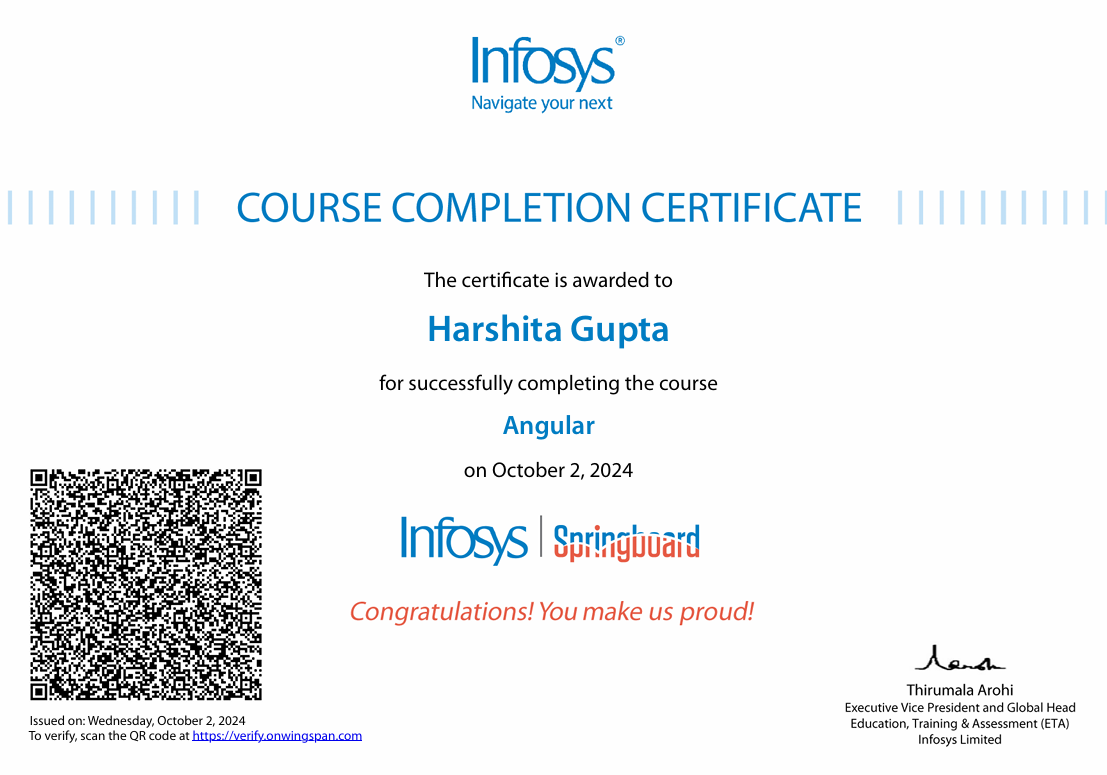 Infosys®
Navigate your next
COURSE COMPLETION CERTIFICATE
The certificate is awarded to
Harshita Gupta
for successfully completing the course
Angular
on October 2, 2024
Infosys | Springboard
Congratulations! You make us proud!
Thirumala Arohi
Executive Vice President and Global Head
Education, Training & Assessment (ETA)
Infosys Limited
Issued on: Wednesday, October 2, 2024
To verify, scan the QR code at https://verify.onwingspan.com